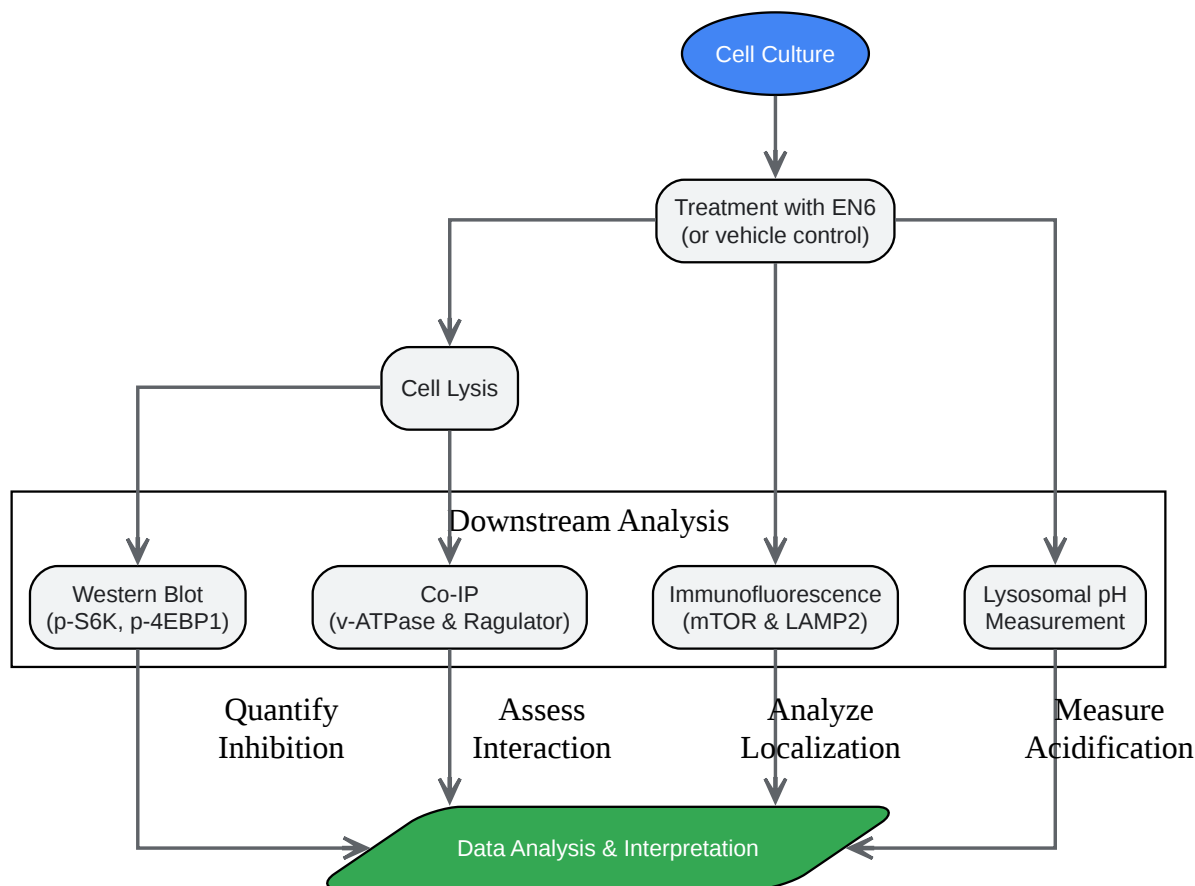 Cell Culture
Treatment with EN6
(or vehicle control)
Cell Lysis
Downstream Analysis
Western Blot
(p-S6K, p-4EBP1)
Co-IP
(v-ATPase & Ragulator)
Immunofluorescence
(mTOR & LAMP2)
Lysosomal pH
Measurement
Quantify
Inhibition
Assess
Interaction
Analyze
Localization
Measure
Acidification
Data Analysis & Interpretation